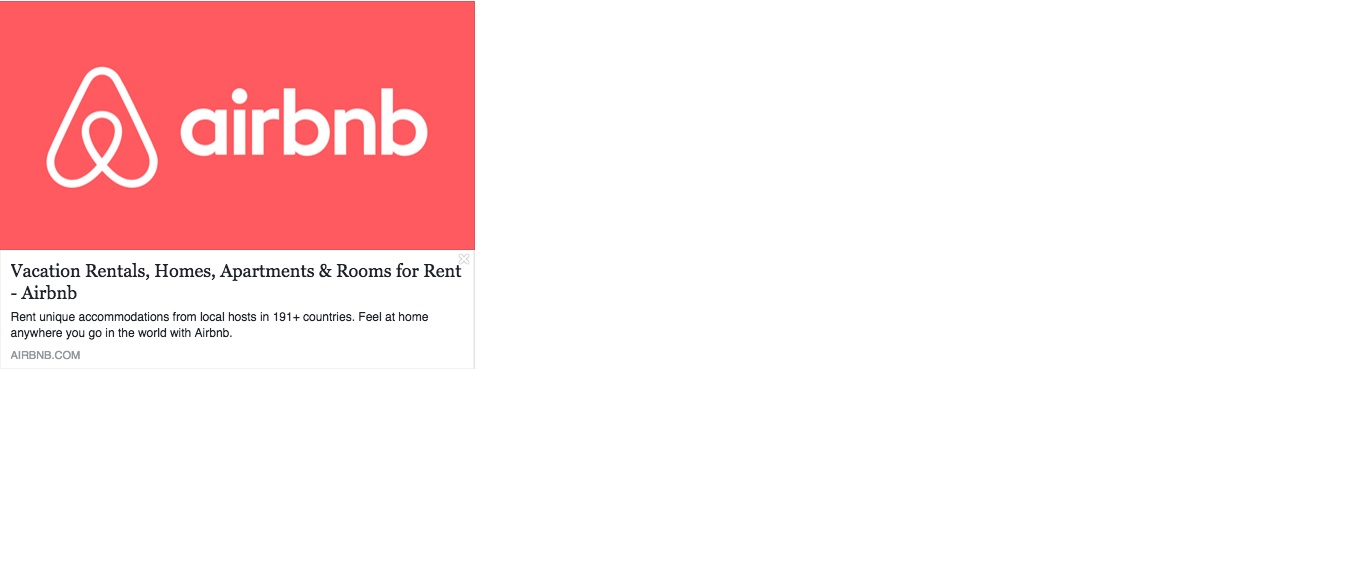 airbnb
Vacation Rentals, Homes, Apartments & Rooms for Rent
- Airbnb
Rent unique accommodations from local hosts in 191+ countries. Feel at home
anywhere you go in the world with Airbnb.
AIRBNB.COM